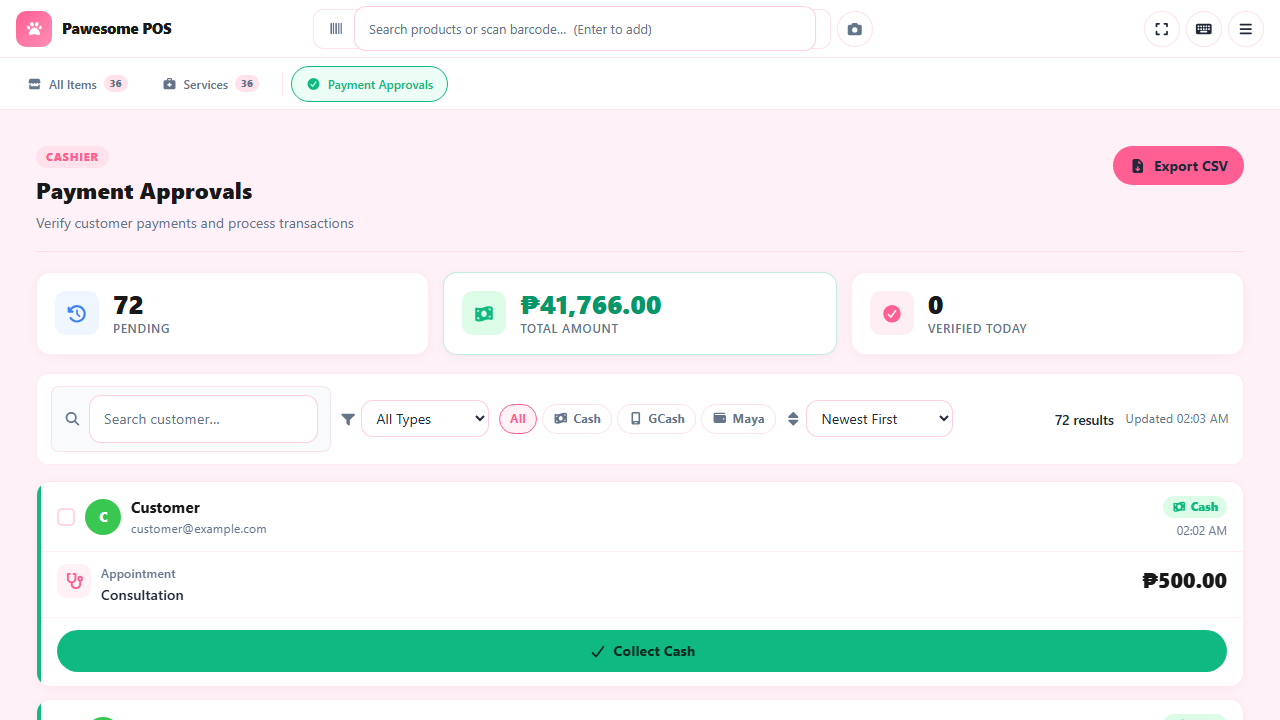 Pawesome POS
Search products or scan barcode... (Enter to add)
All Items 36
Services 36
Payment Approvals
CASHIER
Payment Approvals
Verify customer payments and process transactions
Export CSV
72
PENDING
₱41,766.00
TOTAL AMOUNT
0
VERIFIED TODAY
Search customer...
All Types
All
Cash
GCash
Maya
Newest First
72 results
Updated 02:03 AM
C
Customer
customer@example.com
Cash
02:02 AM
Appointment
Consultation
₱500.00
Collect Cash